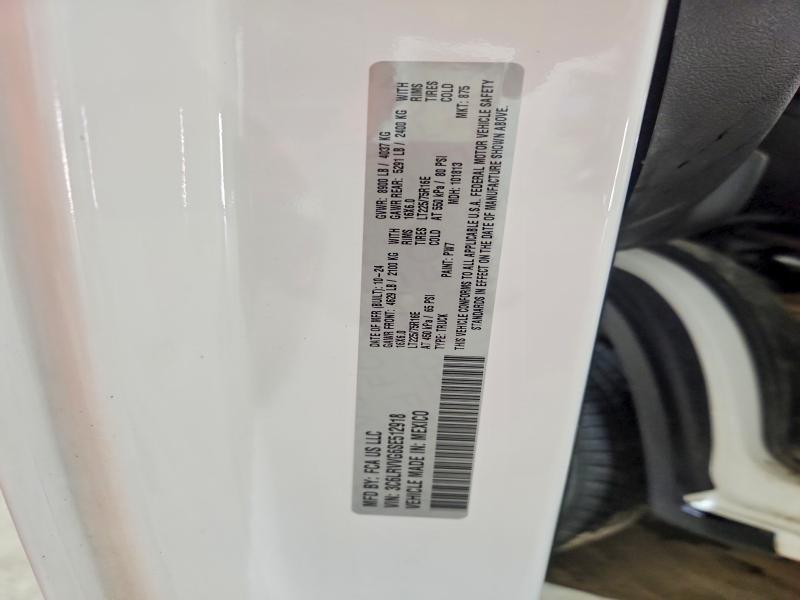 MFD BY: FCA US LLC
DATE OF MFR (BUILT): 10-24
GVWR: 8900 LB / 4037 KG
VIN: 3C6LRVVG6SE512918
GAWR FRONT: 4629 LB / 2100 KG WITH
GAWR REAR: 5291 LB / 2400 KG WITH
VEHICLE MADE IN: MEXICO
16X6.0 RIMS
16X6.0 RIMS
LT225/75R16E TIRES
LT225/75R16E TIRES
AT 450 kPa / 65 PSI COLD
AT 550 kPa / 80 PSI COLD
TYPE: TRUCK
PAINT: PW7
MDH: 101813
MKT: 875
THIS VEHICLE CONFORMS TO ALL APPLICABLE U.S.A. FEDERAL MOTOR VEHICLE SAFETY
STANDARDS IN EFFECT ON THE DATE OF MANUFACTURE SHOWN ABOVE.